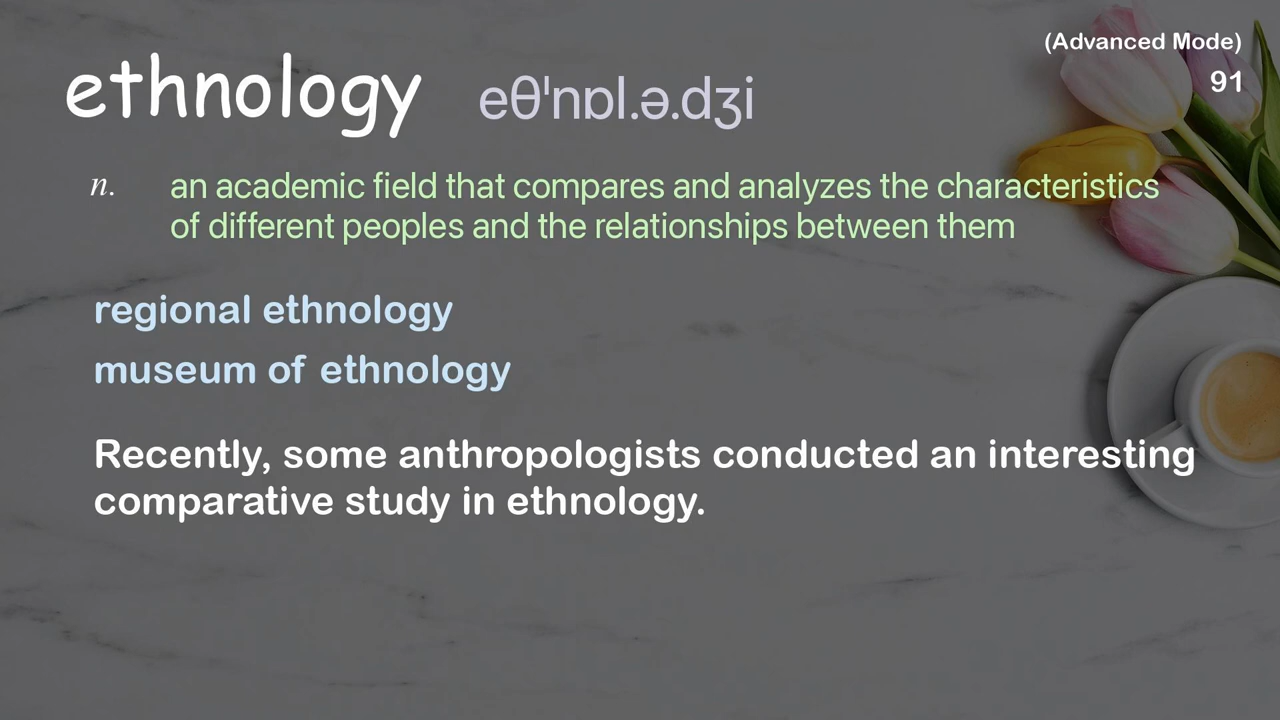 (Advanced Mode)
91
ethnology eθˈnɒl.ə.dʒi
n. an academic field that compares and analyzes the characteristics
of different peoples and the relationships between them
regional ethnology
museum of ethnology
Recently, some anthropologists conducted an interesting
comparative study in ethnology.